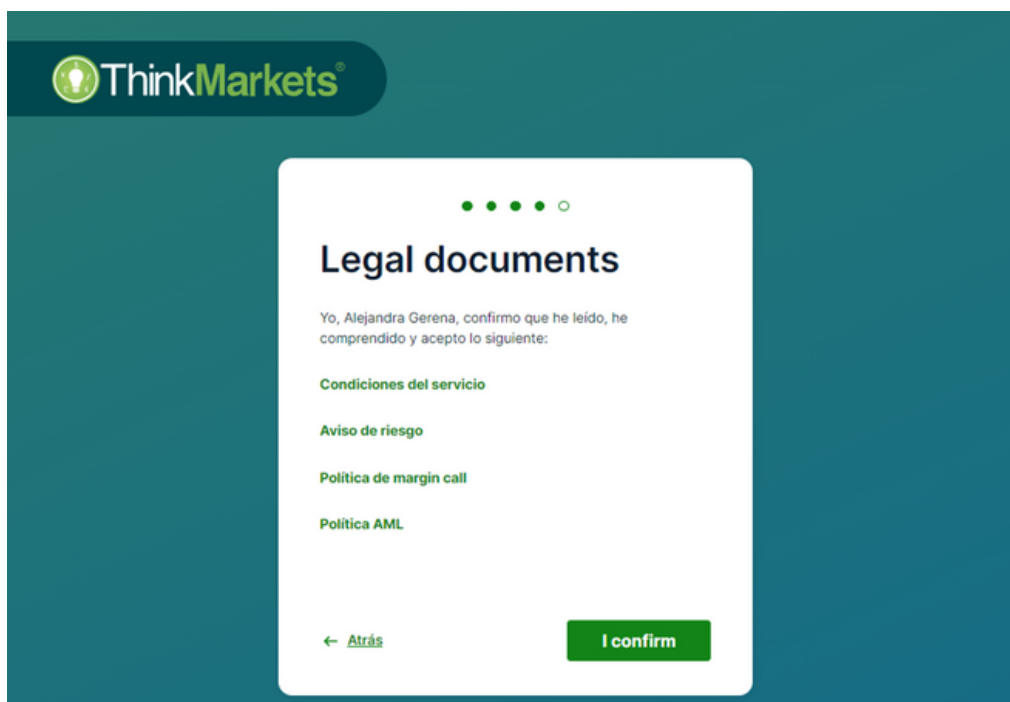 ThinkMarkets®
Legal documents
Yo, Alejandra Gerena, confirmo que he leído, he
comprendido y acepto lo siguiente:
Condiciones del servicio
Aviso de riesgo
Política de margin call
Política AML
← Atrás
I confirm